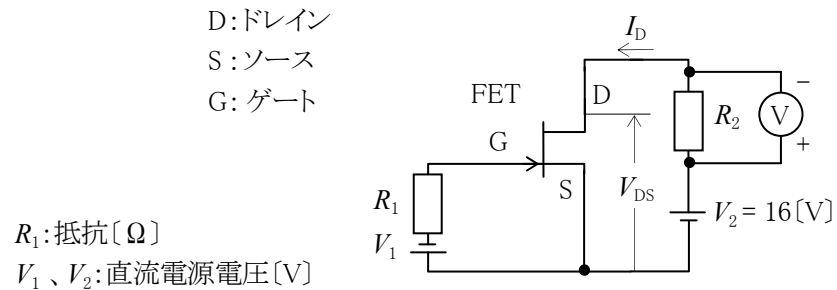 D:ドレイン
S:ソース
G:ゲート
I_D
FET
D
G
S
R_2
V
−
+
V_DS
V_2 = 16〔V〕
R_1
V_1
R_1:抵抗〔Ω〕
V_1 、V_2:直流電源電圧〔V〕